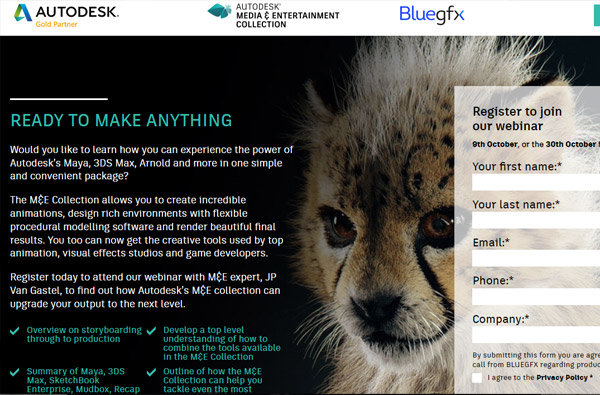 AUTODESK.
Gold Partner
AUTODESK®
MEDIA & ENTERTAINMENT
COLLECTION
Bluegfx
READY TO MAKE ANYTHING
Would you like to learn how you can experience the power of
Autodesk's Maya, 3DS Max, Arnold and more in one simple
and convenient package?
The M&E Collection allows you to create incredible
animations, design rich environments with flexible
procedural modelling software and render beautiful final
results. You too can now get the creative tools used by top
animation, visual effects studios and game developers.
Register today to attend our webinar with M&E expert, JP
Van Gastel, to find out how Autodesk's M&E collection can
upgrade your output to the next level.
Overview on storyboarding
through to production
Develop a top level
understanding of how to
combine the tools available
in the M&E Collection
Summary of Maya, 3DS
Max, SketchBook
Enterprise, Mudbox, Recap
Outline of how the M&E
Collection can help you
tackle even the most
Register to join
our webinar
9th October, or the 30th October
Your first name:*
Your last name:*
Email:*
Phone:*
Company:*
By submitting this form you are
call from BLUEGFX regarding
I agree to the Privacy Policy *